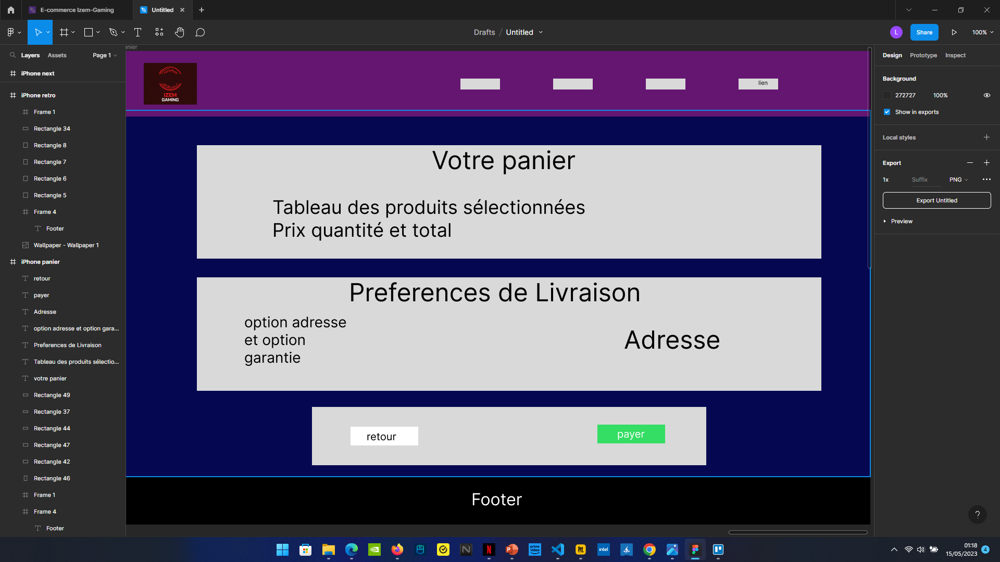 E-commerce Izem-Gaming
Untitled
Drafts / Untitled
L
Share
100%
Layers
Assets
Page 1
iPhone next
iPhone retro
Frame 1
Rectangle 34
Rectangle 8
Rectangle 7
Rectangle 6
Rectangle 5
Frame 4
Footer
Wallpaper - Wallpaper 1
iPhone panier
retour
payer
Adresse
option adresse et option gara...
Preferences de Livraison
Tableau des produits sélectio...
votre panier
Rectangle 49
Rectangle 37
Rectangle 44
Rectangle 47
Rectangle 42
Rectangle 46
Frame 1
Frame 4
Footer
anier
IZEM
GAMING
lien
Votre panier
Tableau des produits sélectionnées
Prix quantité et total
Preferences de Livraison
option adresse
et option
garantie
Adresse
retour
payer
Footer
Design
Prototype
Inspect
Background
272727
100%
Show in exports
Local styles
Export
1x
Suffix
PNG
Export Untitled
Preview
?
prime video
intel
01:18
15/05/2023
4